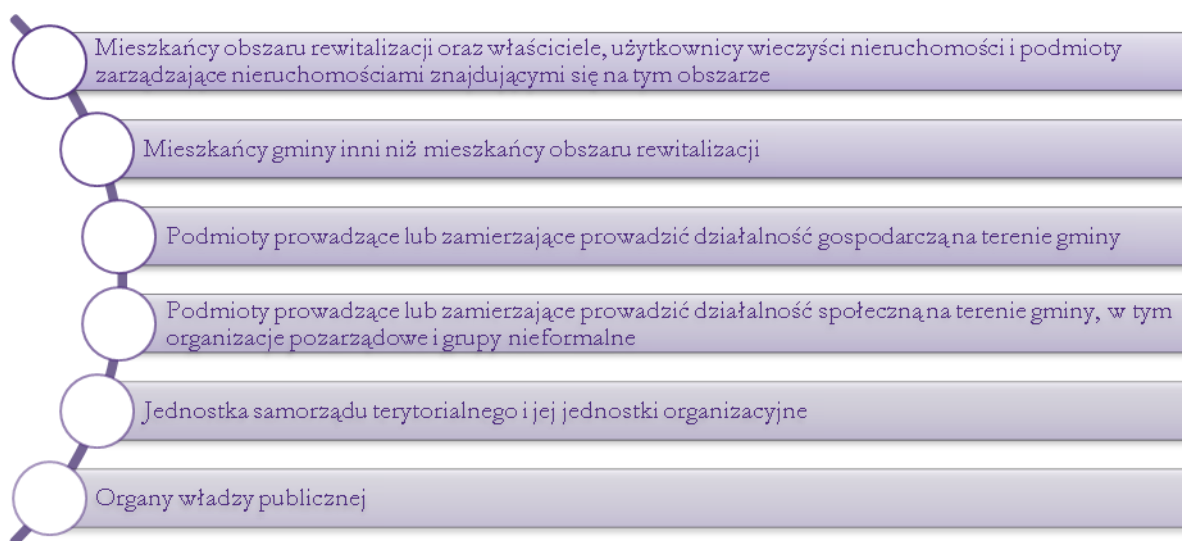 Mieszkańcy obszaru rewitalizacji oraz właściciele, użytkownicy wieczyści nieruchomości i podmioty
zarządzające nieruchomościami znajdującymi się na tym obszarze
Mieszkańcy gminy inni niż mieszkańcy obszaru rewitalizacji
Podmioty prowadzące lub zamierzające prowadzić działalność gospodarczą na terenie gminy
Podmioty prowadzące lub zamierzające prowadzić działalność społeczną na terenie gminy, w tym
organizacje pozarządowe i grupy nieformalne
Jednostka samorządu terytorialnego i jej jednostki organizacyjne
Organy władzy publicznej